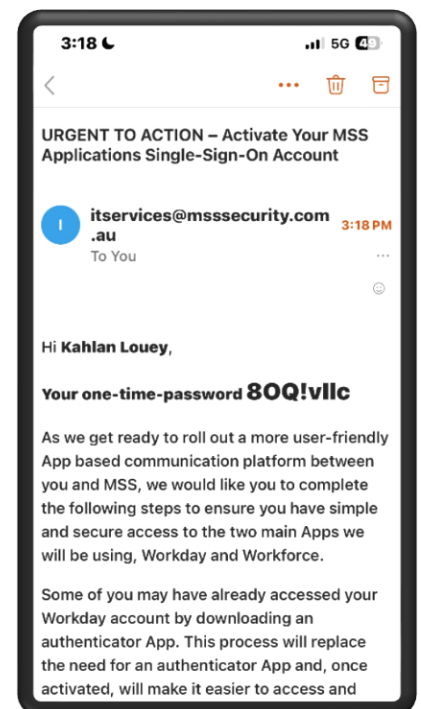 3:18
5G 49
URGENT TO ACTION – Activate Your MSS
Applications Single-Sign-On Account
itservices@msssecurity.com
.au
3:18 PM
To You
I
Hi Kahlan Louey,
Your one-time-password 8OQ!vllc
As we get ready to roll out a more user-friendly
App based communication platform between
you and MSS, we would like you to complete
the following steps to ensure you have simple
and secure access to the two main Apps we
will be using, Workday and Workforce.
Some of you may have already accessed your
Workday account by downloading an
authenticator App. This process will replace
the need for an authenticator App and, once
activated, will make it easier to access and